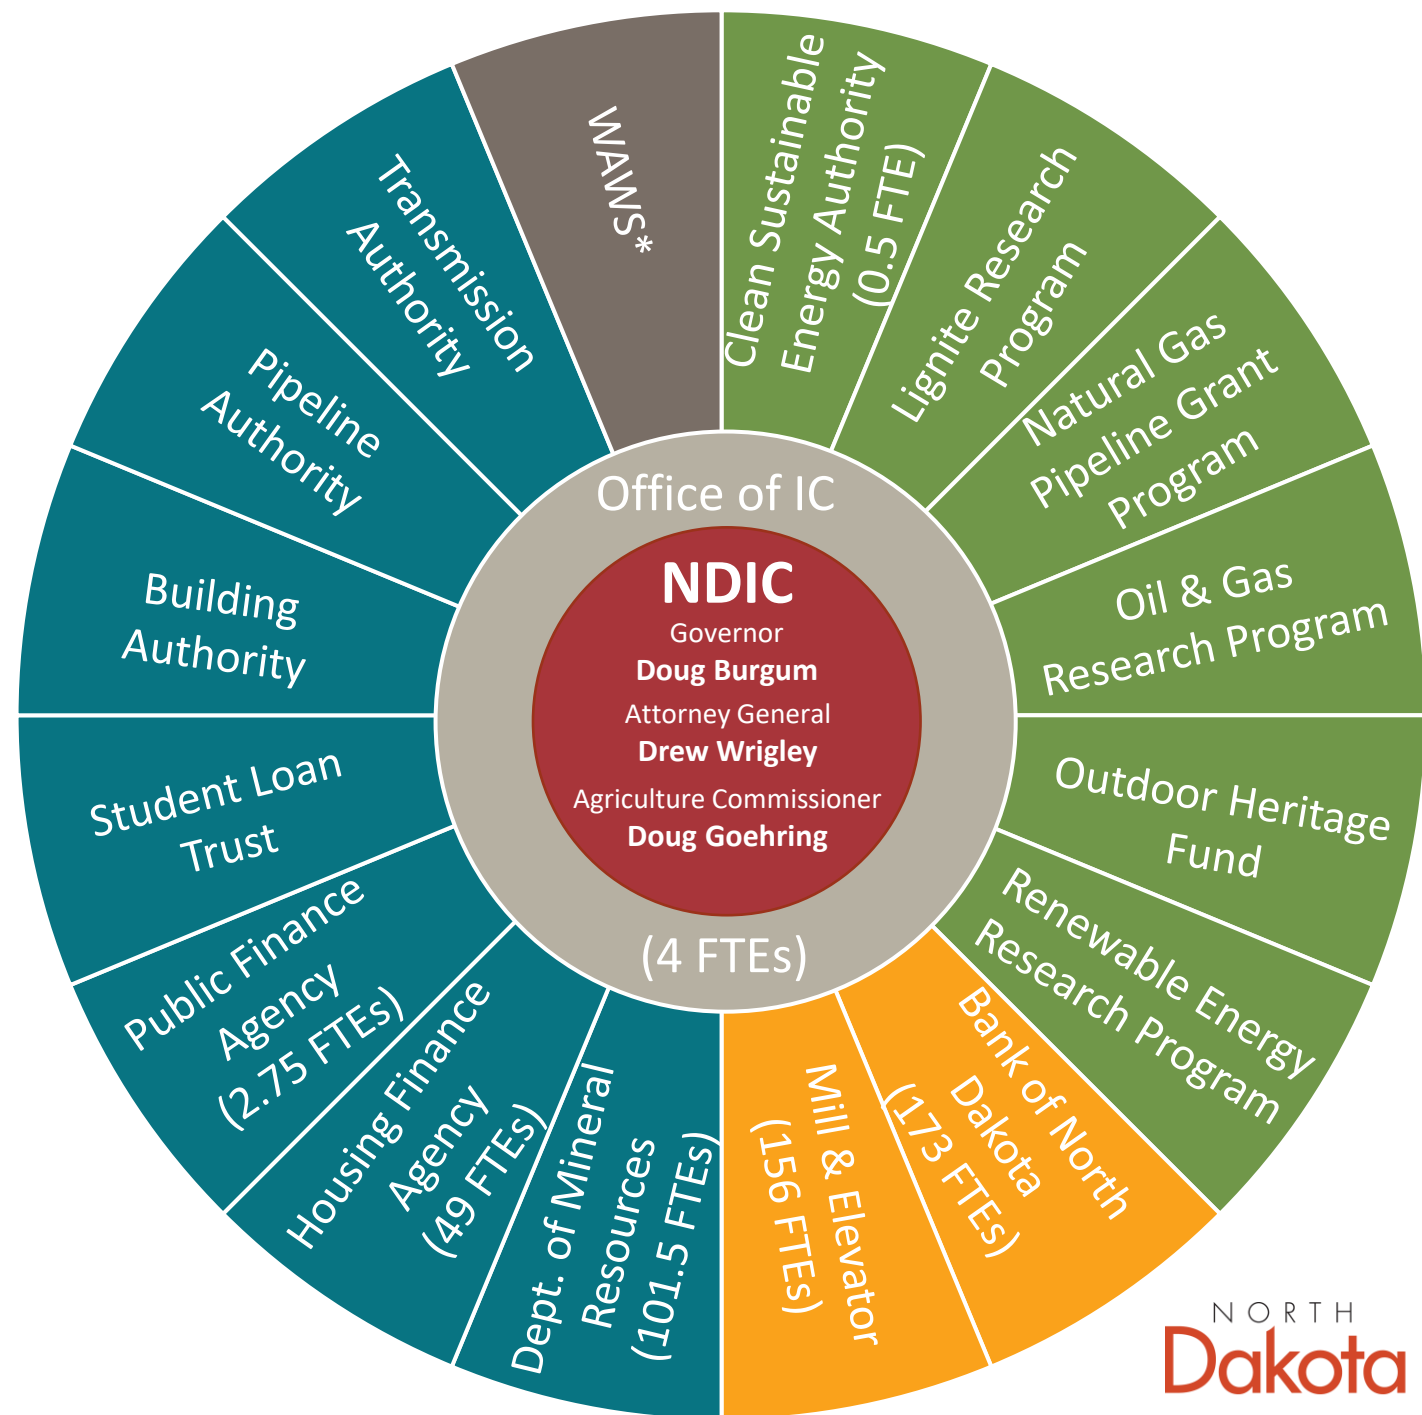 Office of IC
NDIC
Governor
Doug Burgum
Attorney General
Drew Wrigley
Agriculture Commissioner
Doug Goehring
(4 FTEs)
Clean Sustainable
Energy Authority
(0.5 FTE)
Lignite Research
Program
Natural Gas
Pipeline Grant
Program
Oil & Gas
Research Program
Outdoor Heritage
Fund
Renewable Energy
Research Program
Bank of North
Dakota
(173 FTEs)
Mill & Elevator
(156 FTEs)
Dept. of Mineral
Resources
(101.5 FTEs)
Housing Finance
Agency
(49 FTEs)
Public Finance
Agency
(2.75 FTEs)
Student Loan
Trust
Building
Authority
Pipeline
Authority
Transmission
Authority
WAWS*
NORTH
Dakota